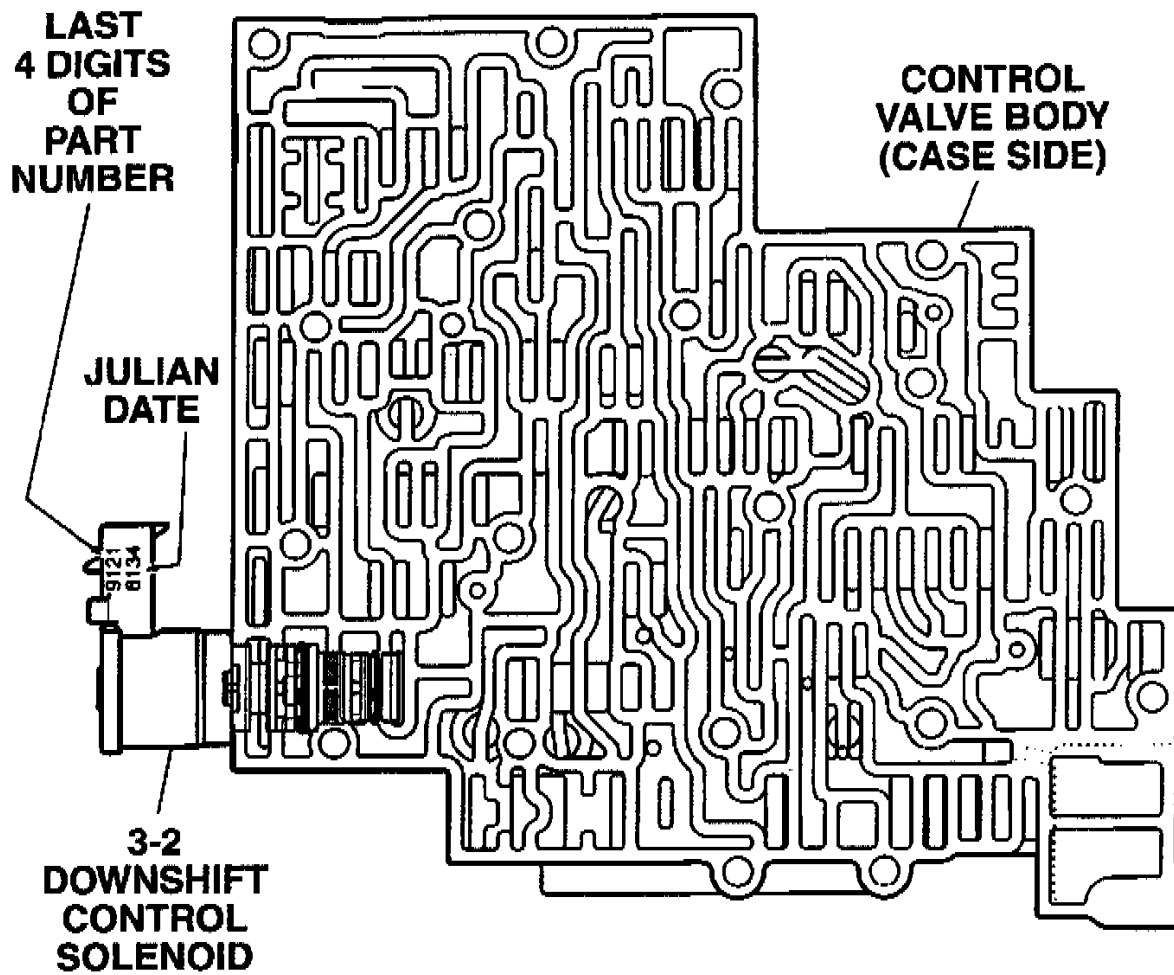 LAST
4 DIGITS
OF
PART
NUMBER
CONTROL
VALVE BODY
(CASE SIDE)
JULIAN
DATE
9121
6134
3-2
DOWNSHIFT
CONTROL
SOLENOID